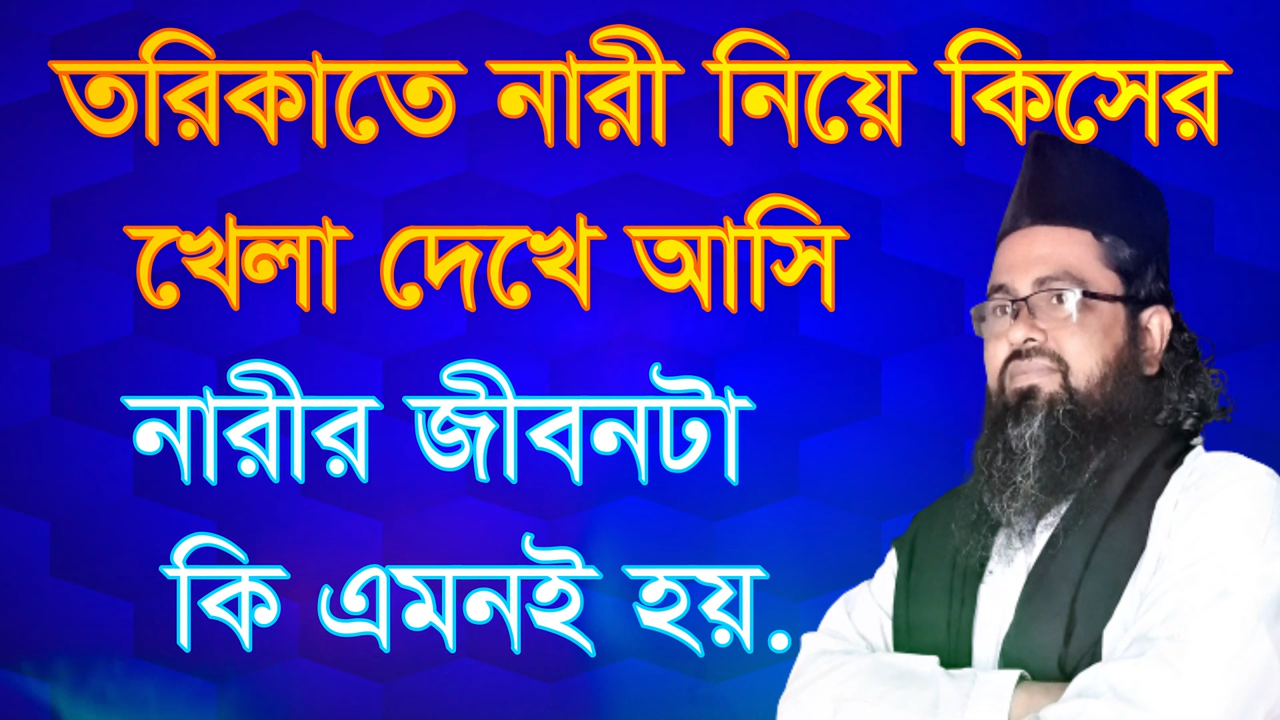 তরিকাতে নারী নিয়ে কিসের
খেলা দেখে আসি
নারীর জীবনটা
কি এমনই হয়.